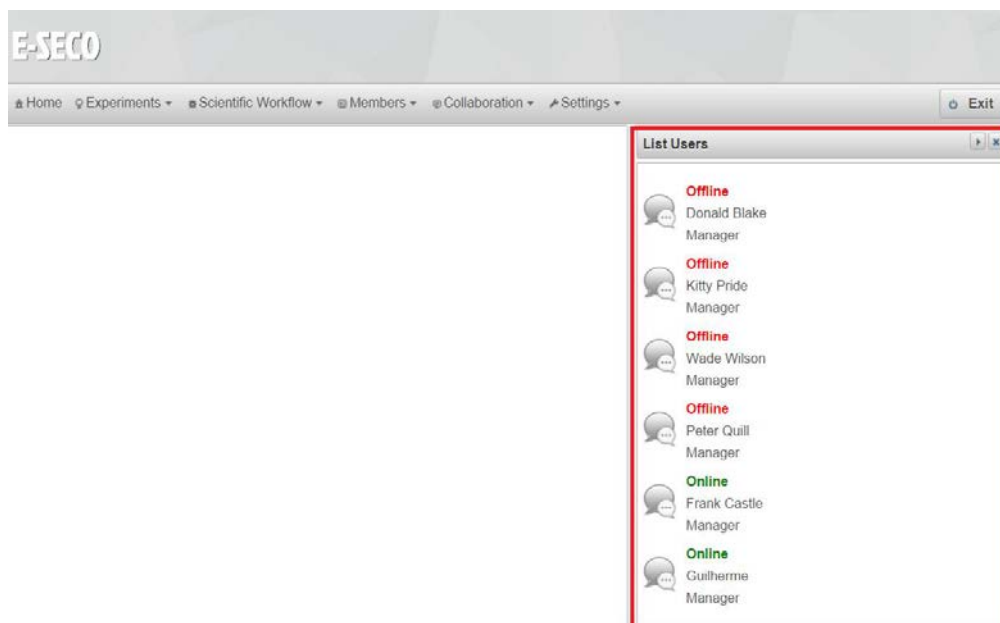 E-SECO
Home Experiments Scientific Workflow Members Collaboration Settings Exit
List Users
Offline
Donald Blake
Manager
Offline
Kitty Pride
Manager
Offline
Wade Wilson
Manager
Offline
Peter Quill
Manager
Online
Frank Castle
Manager
Online
Guilherme
Manager